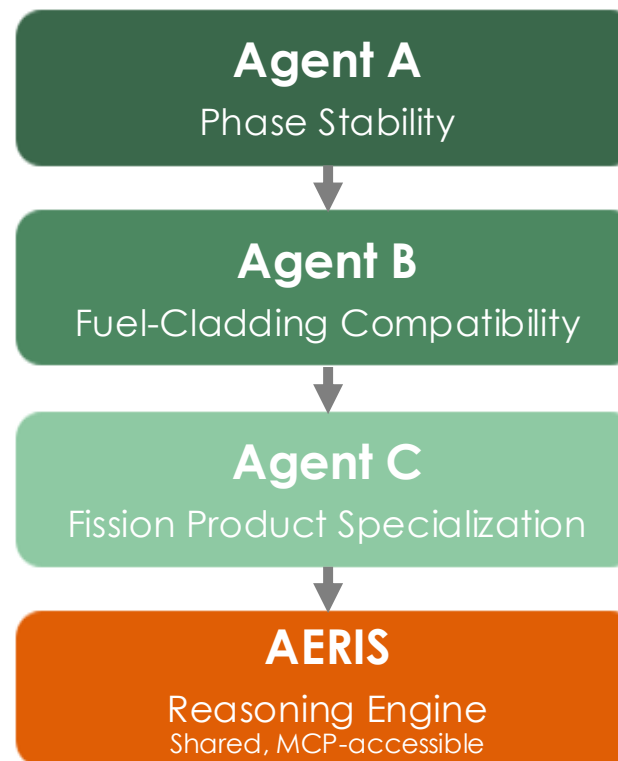 Agent A
Phase Stability
Agent B
Fuel-Cladding Compatibility
Agent C
Fission Product Specialization
AERIS
Reasoning Engine
Shared, MCP-accessible